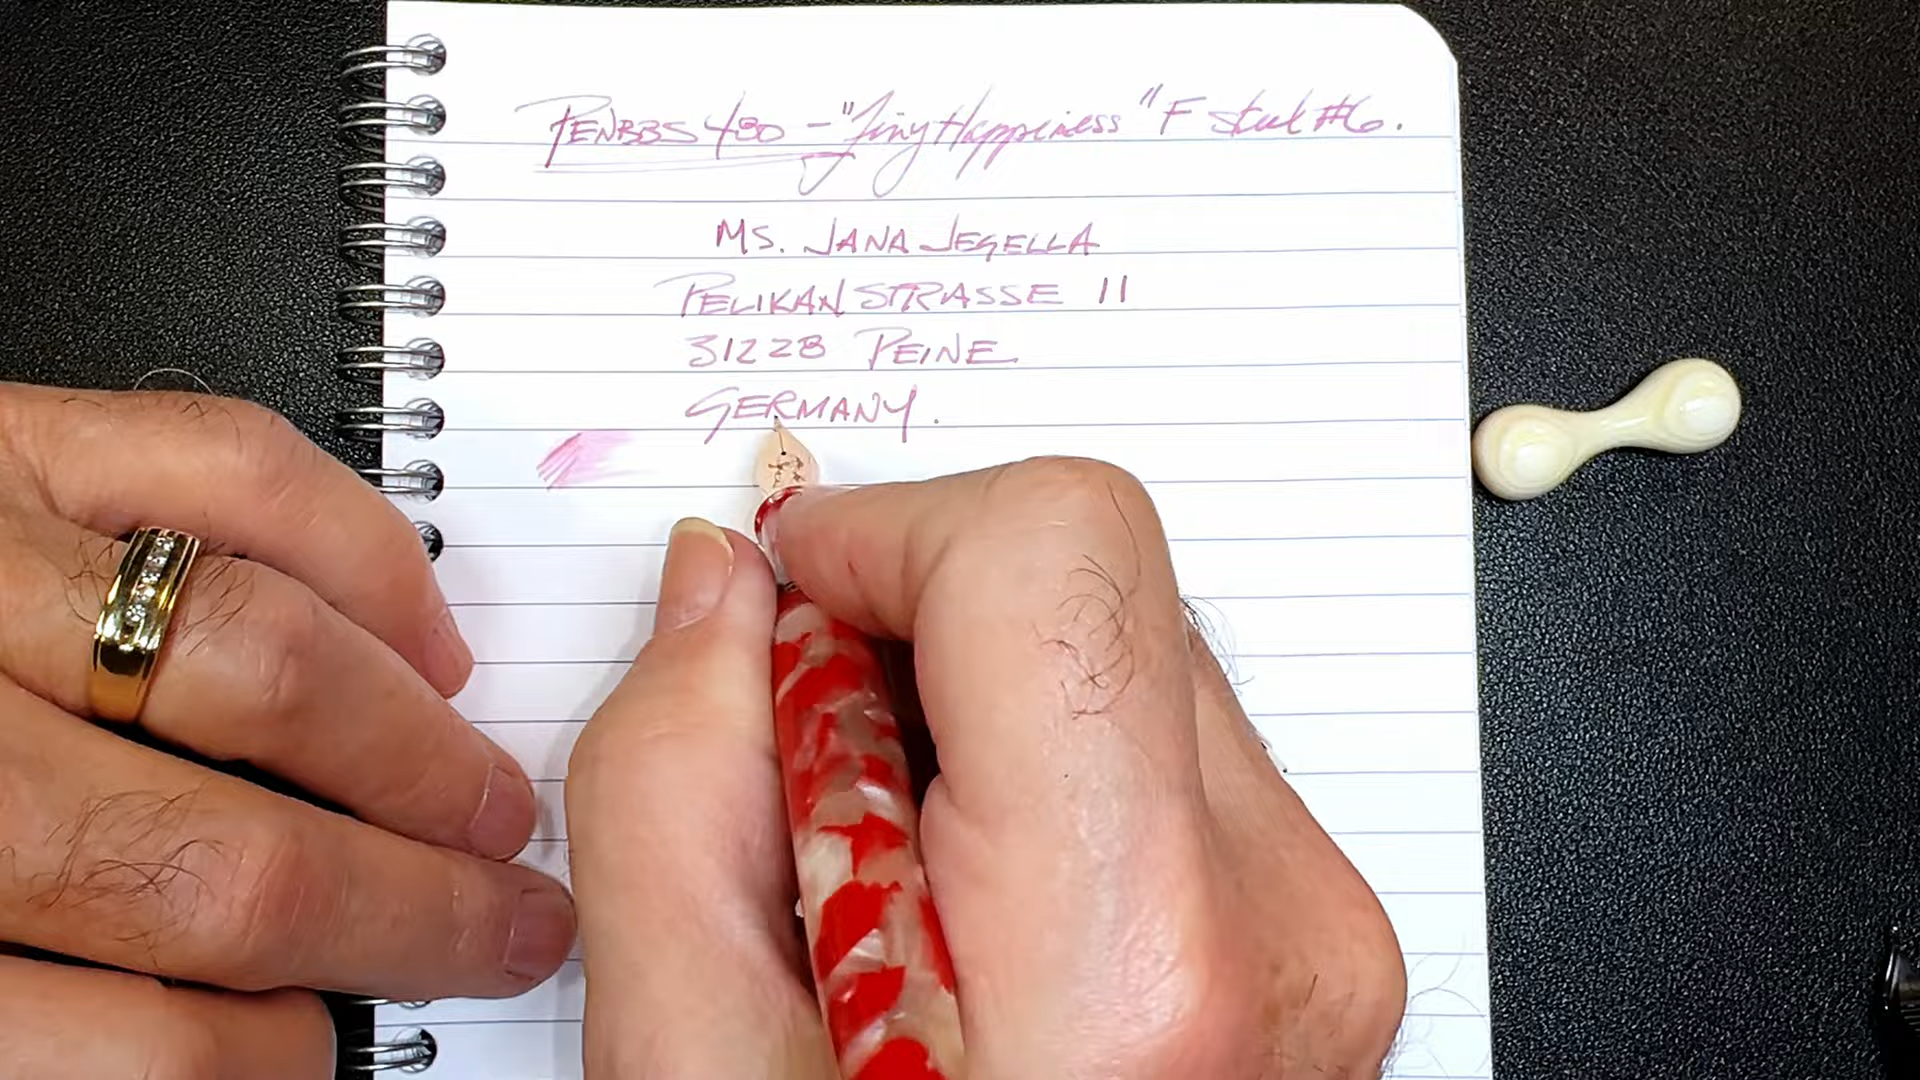 PENBBS 480 - "Tiny Happiness" F steel #6.
MS. JANA JEGELLA
PELIKANSTRASSE 11
31228 PEINE
GERMANY.